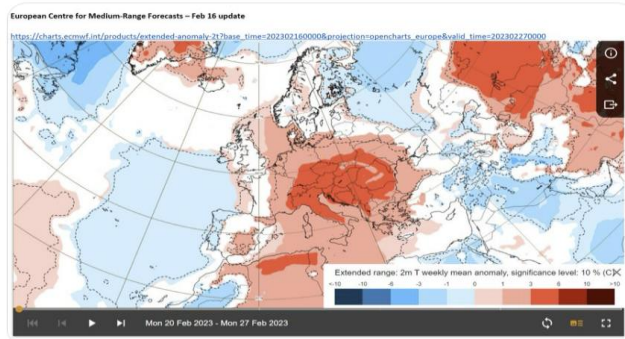 European Centre for Medium-Range Forecasts – Feb 16 update
https://charts.ecmwf.int/products/extended-anomaly-2t?base_time=202302160000&projection=opencharts_europe&valid_time=202302270000
Extended range: 2m T weekly mean anomaly, significance level: 10 % (C)
<-10 -10 -6 -3 -1 0 1 3 6 10 >10
Mon 20 Feb 2023 - Mon 27 Feb 2023